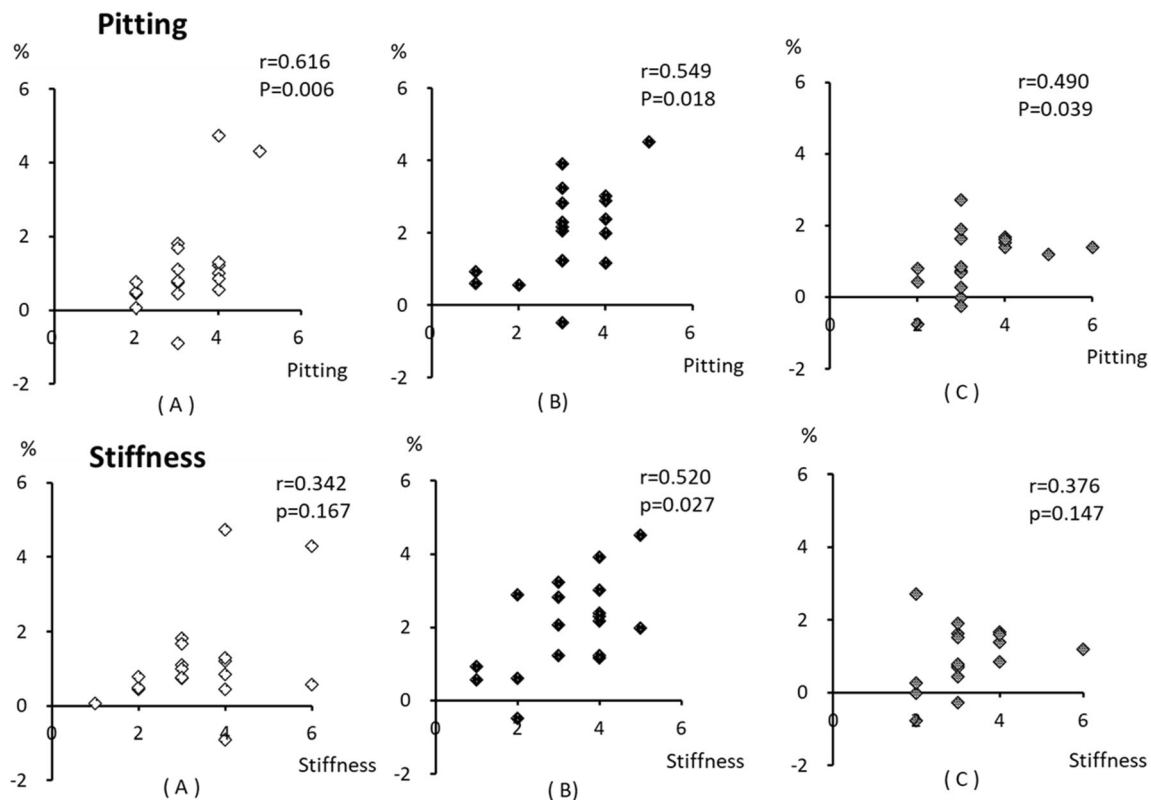 Pitting
%
r=0.616
P=0.006
6
4
2
0
-2
0 2 4 6
Pitting
( A )
r=0.549
P=0.018
6
4
2
0
-2
0 2 4 6
Pitting
( B)
%
r=0.490
P=0.039
6
4
2
0
-2
0 2 4 6
Pitting
( C )
%
Stiffness
%
r=0.342
p=0.167
6
4
2
0
-2
0 2 4 6
Stiffness
( A )
%
r=0.520
p=0.027
6
4
2
0
-2
0 2 4 6
Stiffness
( B)
%
r=0.376
p=0.147
6
4
2
0
-2
0 2 4 6
Stiffness
( C )